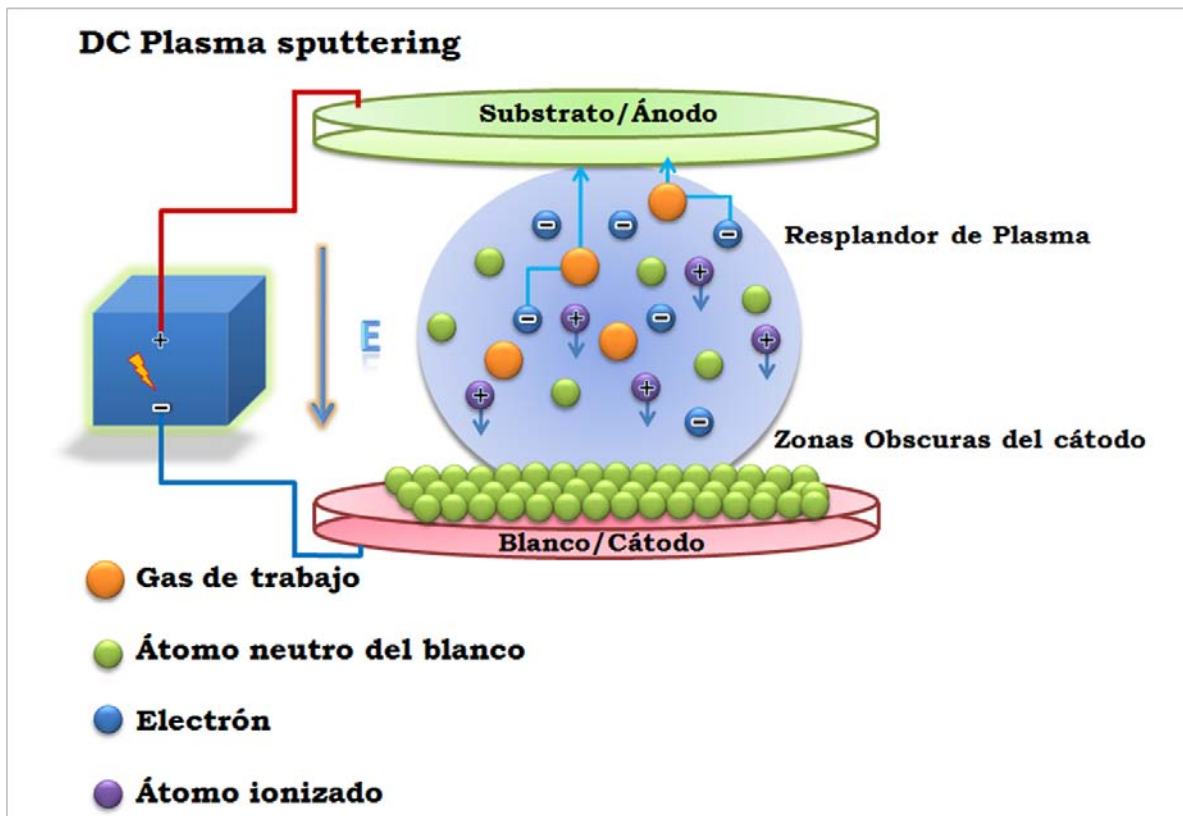 DC Plasma sputtering
Substrato/Ánodo
Resplandor de Plasma
E
+
−
Zonas Obscuras del cátodo
Blanco/Cátodo
Gas de trabajo
Átomo neutro del blanco
Electrón
Átomo ionizado